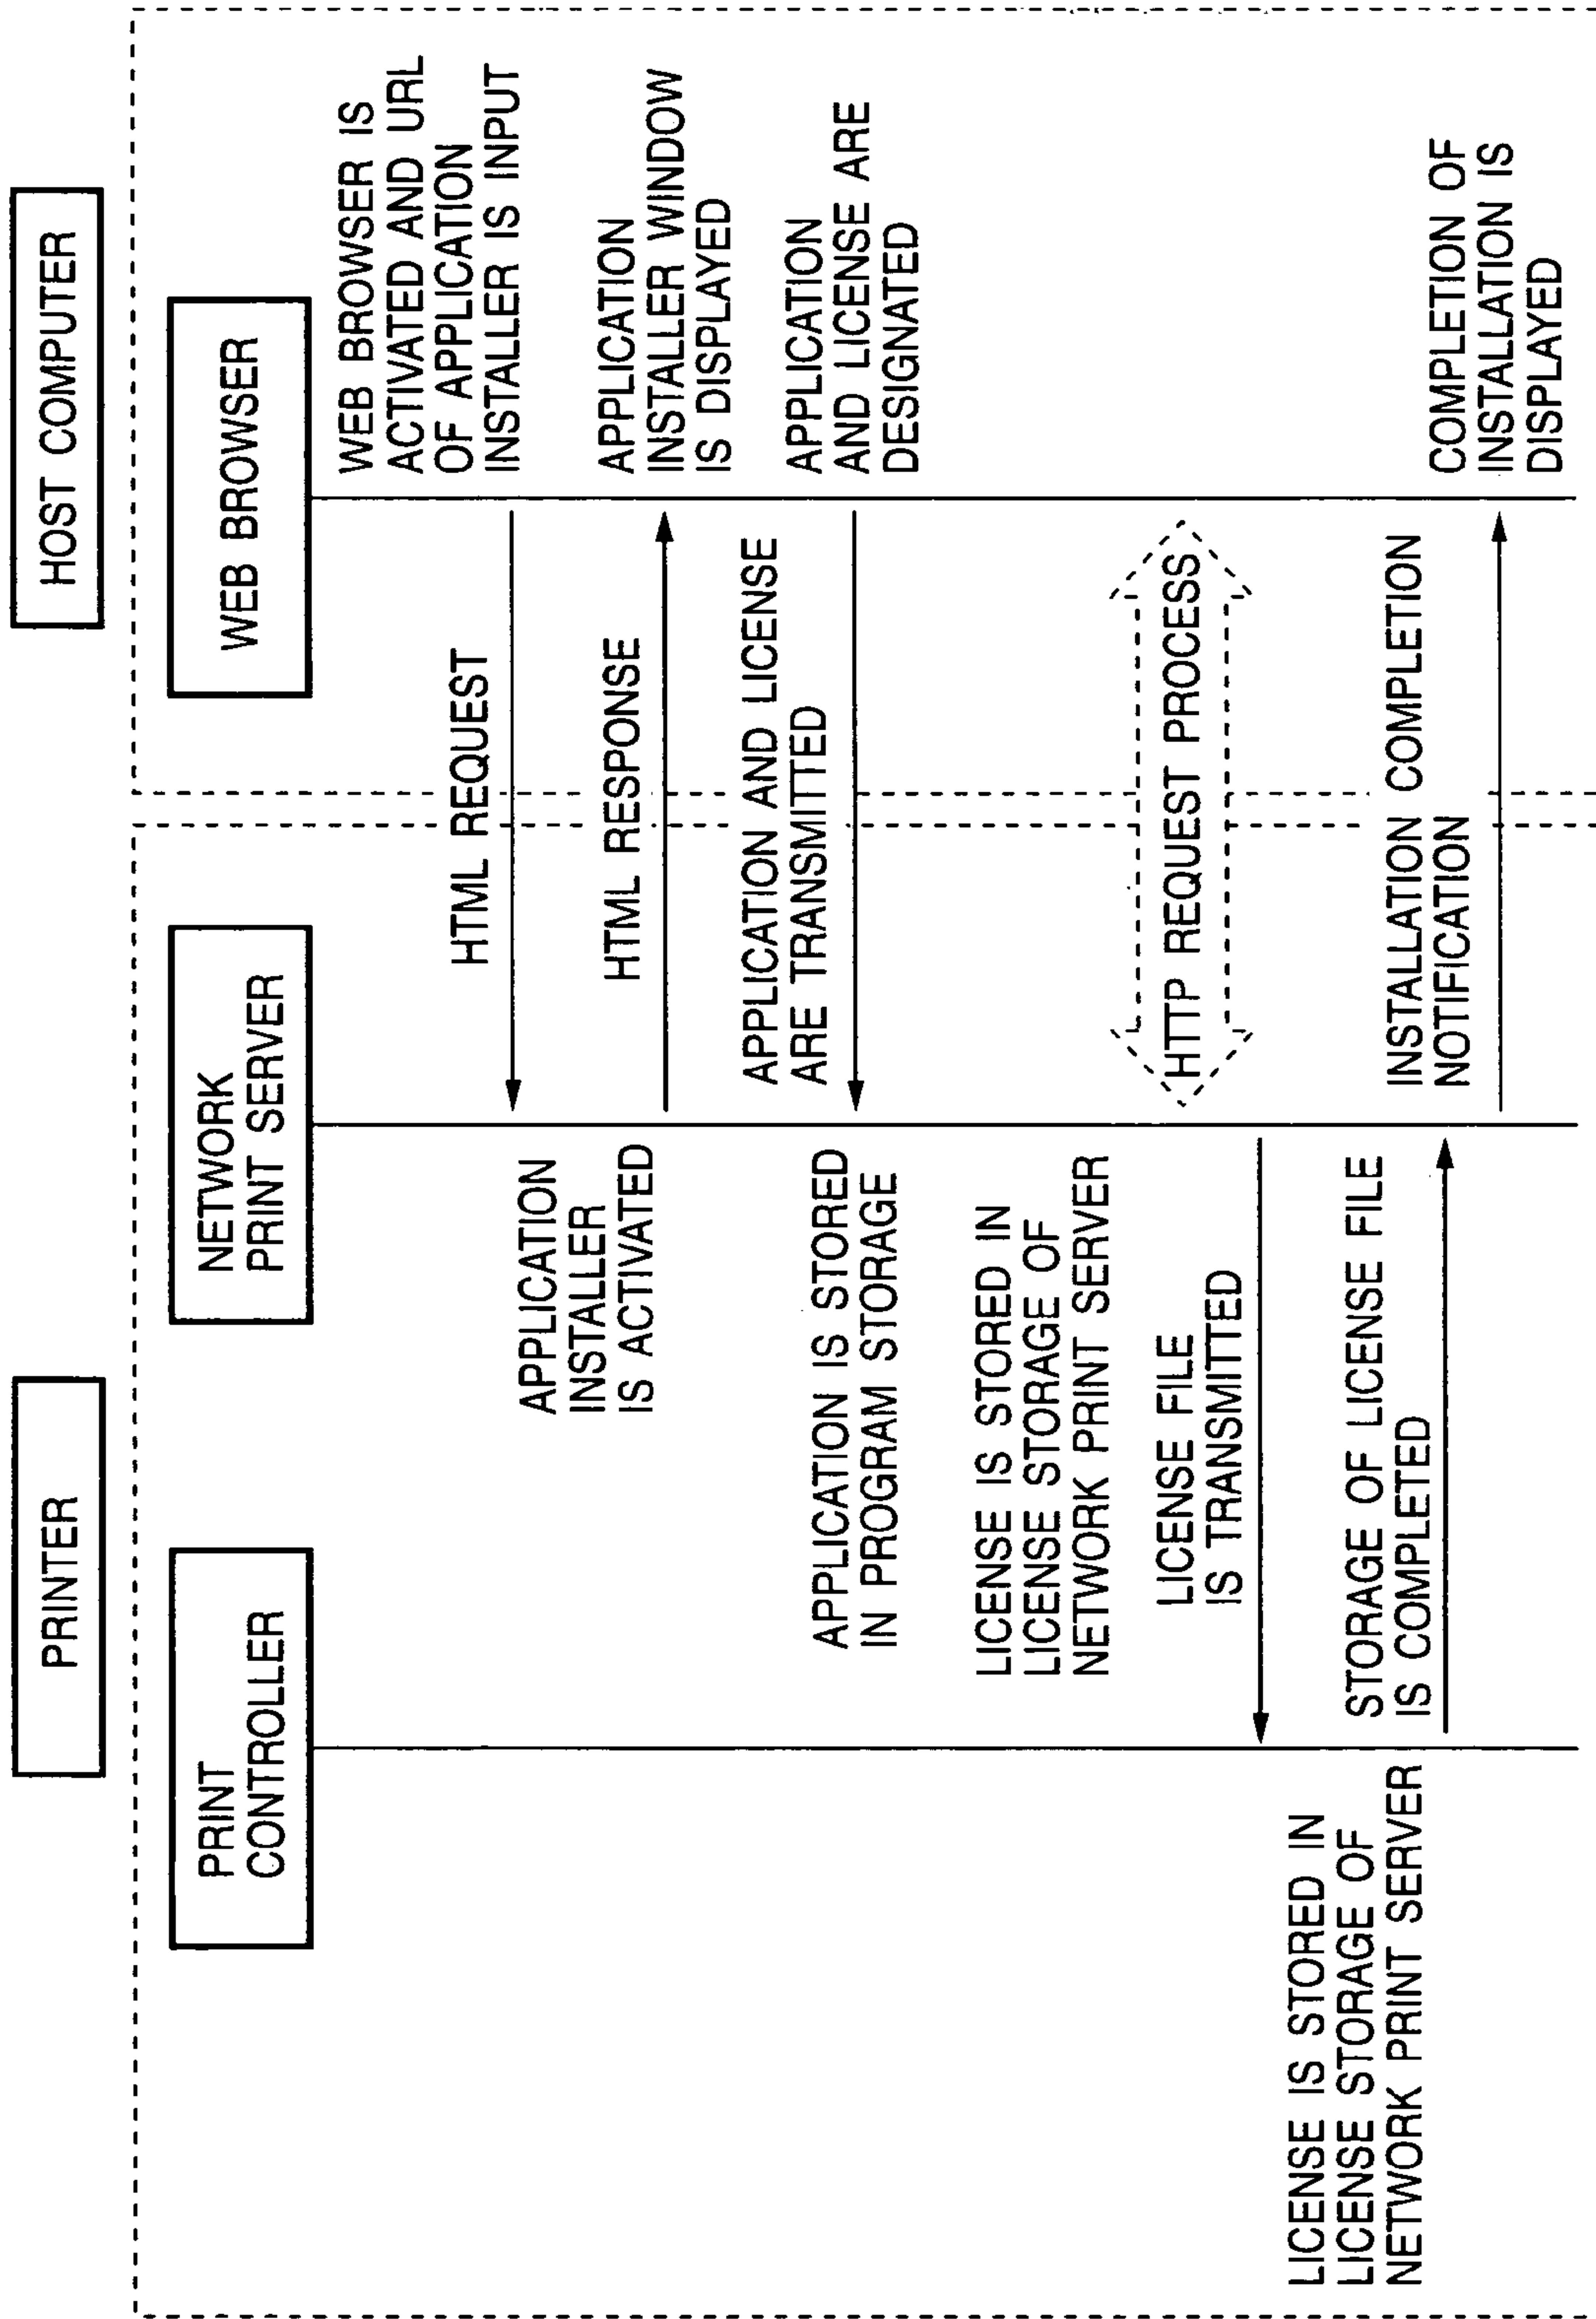 PRINTER
HOST COMPUTER
PRINT
CONTROLLER
NETWORK
PRINT SERVER
WEB BROWSER
WEB BROWSER IS
ACTIVATED AND URL
OF APPLICATION
INSTALLER IS INPUT
HTML REQUEST
APPLICATION
INSTALLER
IS ACTIVATED
HTML RESPONSE
APPLICATION
INSTALLER WINDOW
IS DISPLAYED
APPLICATION
AND LICENSE ARE
DESIGNATED
APPLICATION AND LICENSE
ARE TRANSMITTED
APPLICATION IS STORED
IN PROGRAM STORAGE
LICENSE IS STORED IN
LICENSE STORAGE OF
NETWORK PRINT SERVER
HTTP REQUEST PROCESS
LICENSE FILE
IS TRANSMITTED
LICENSE IS STORED IN
LICENSE STORAGE OF
NETWORK PRINT SERVER
STORAGE OF LICENSE FILE
IS COMPLETED
INSTALLATION COMPLETION
NOTIFICATION
COMPLETION OF
INSTALLATION IS
DISPLAYED